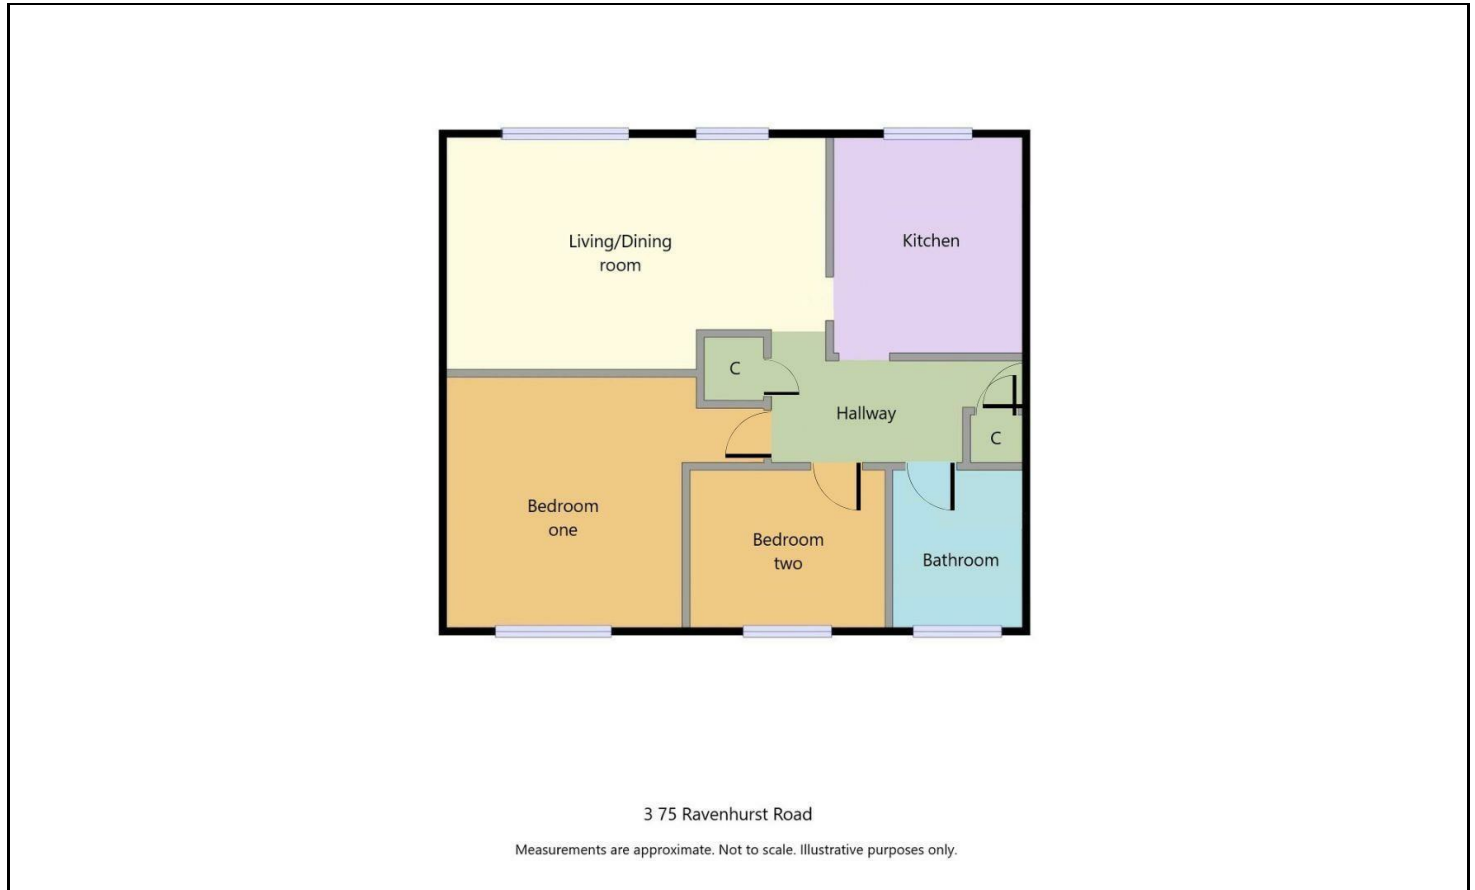 Living/Dining
room
Kitchen
C
Hallway
C
Bedroom
one
Bedroom
two
Bathroom
3 75 Ravenhurst Road
Measurements are approximate. Not to scale. Illustrative purposes only.